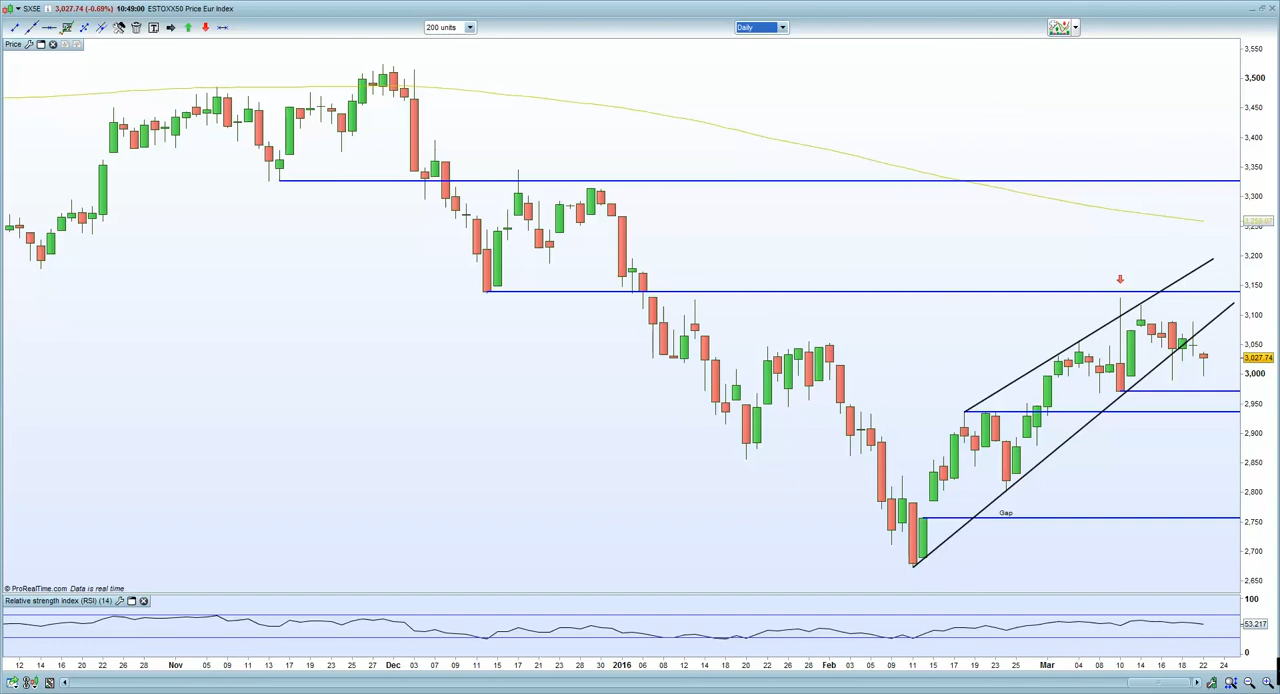 SX5E 3,027.74 (-0.69%) 10:49:00 ESTOXX50 Price Eur Index
200 units
Daily
Price
3,550
3,500
3,450
3,400
3,350
3,300
3,250
3,200
3,150
3,100
3,050
3,027.74
3,000
2,950
2,900
2,850
2,800
2,750
2,700
2,650
Gap
© ProRealTime.com Data is real time
Relative strength index (RSI) (14)
100
53.217
0
12 14 16 18 20 22 26 28 Nov 05 09 11 13 17 19 23 25 27 Dec 03 07 09 11 15 17 21 23 28 30 2016 06 08 12 14 18 20 22 26 28 Feb 03 05 09 11 15 17 19 23 25 Mar 04 08 10 14 16 18 22 24